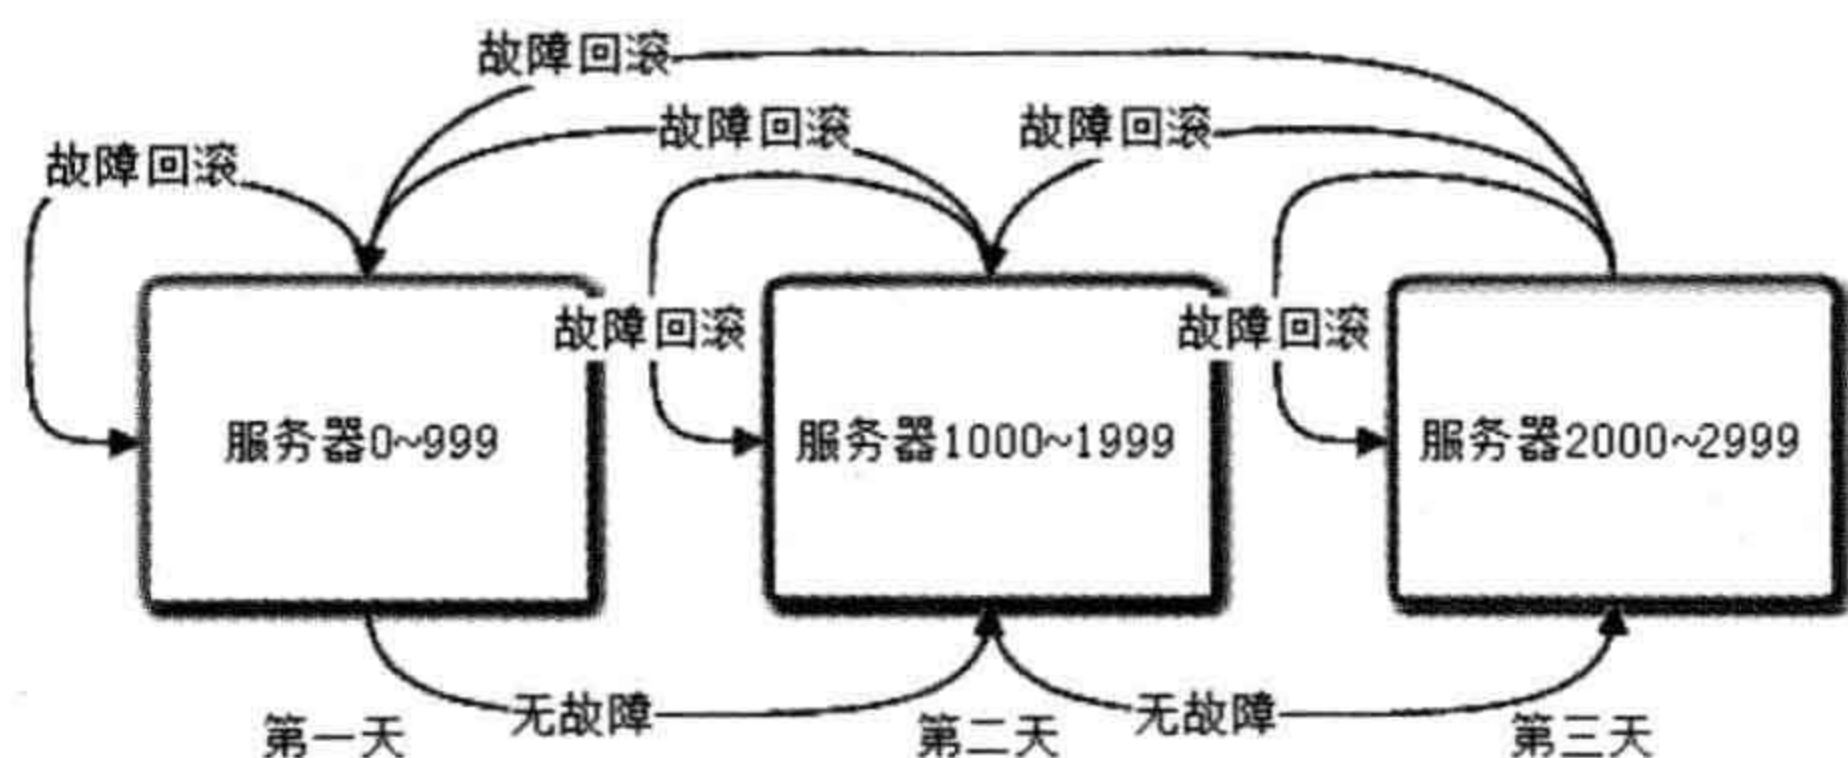 故障回滚
故障回滚
故障回滚
故障回滚
故障回滚
故障回滚
服务器0~999
服务器1000~1999
服务器2000~2999
无故障
无故障
第一天
第二天
第三天